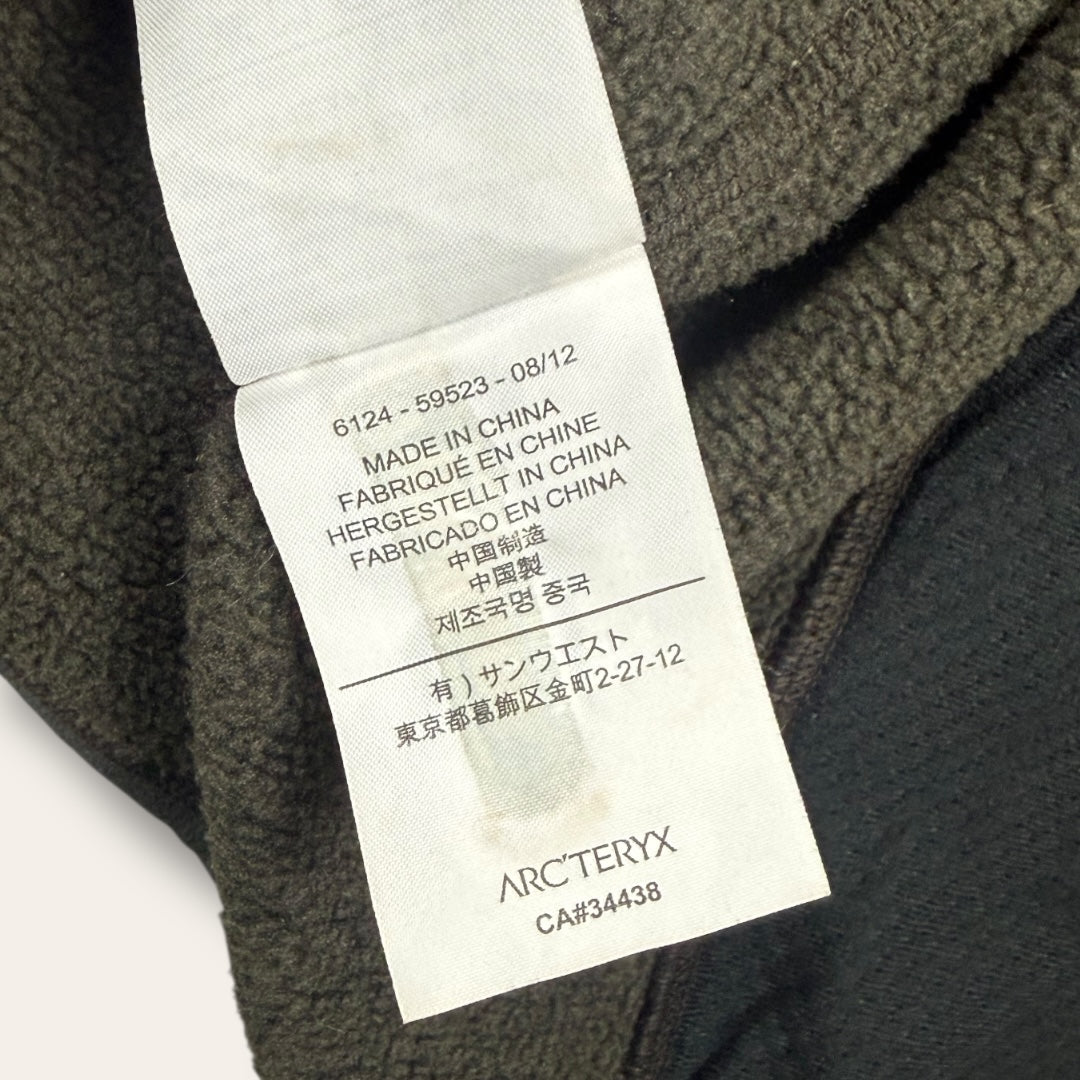 6124 - 59523 - 08/12
MADE IN CHINA
FABRIQUÉ EN CHINE
HERGESTELLT IN CHINA
FABRICADO EN CHINA
中国制造
中国製
제조국명 중국
有 ) サンウエスト
東京都葛飾区金町2-27-12
ARC'TERYX
CA#34438